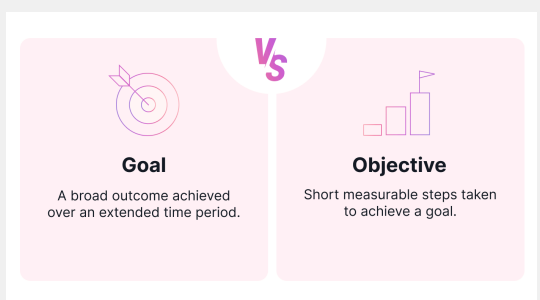 VS
Goal
A broad outcome achieved
over an extended time period.
Objective
Short measurable steps taken
to achieve a goal.